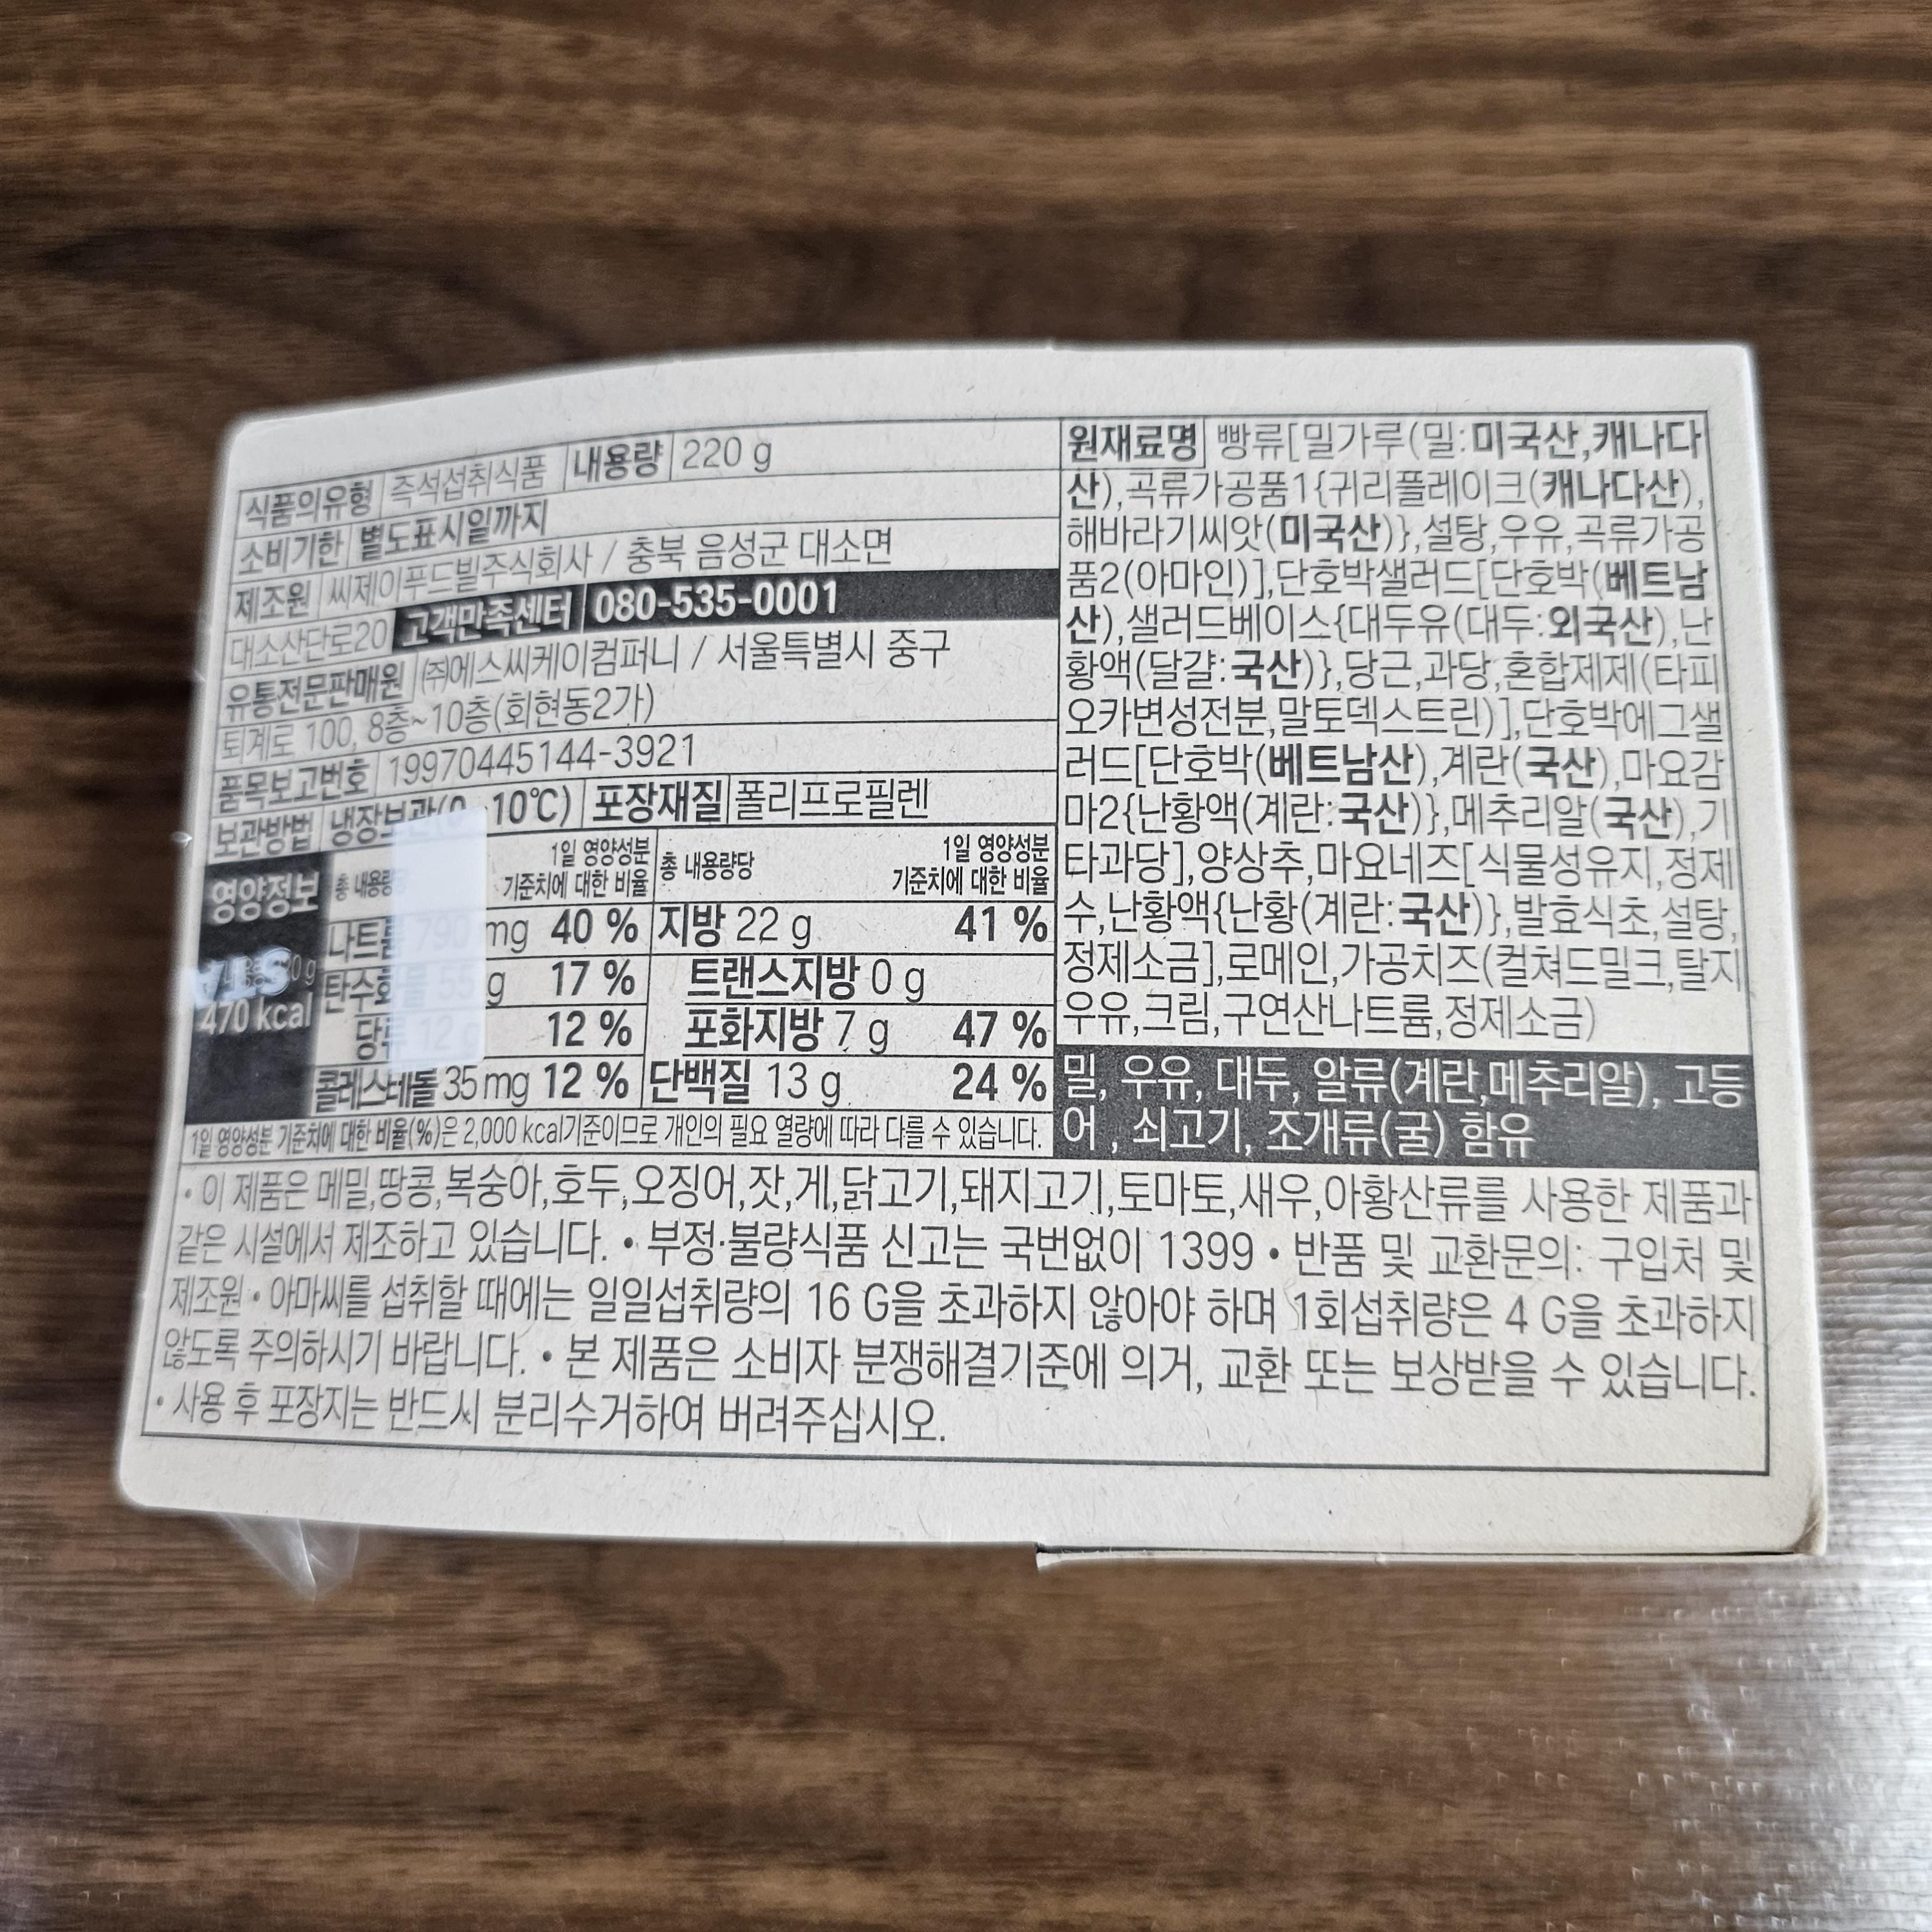 식품의유형 즉석섭취식품 내용량 220 g
소비기한 별도표시일까지
제조원 씨제이푸드빌주식회사 / 충북 음성군 대소면
대소산단로20 고객만족센터 080-535-0001
유통전문판매원 ㈜에스씨케이컴퍼니 / 서울특별시 중구
퇴계로 100, 8층~10층(회현동2가)
품목보고번호 19970445144-3921
보관방법 냉장보관(0 10℃) 포장재질 폴리프로필렌
영양정보
470 kcal
총 내용량당 1일 영양성분 기준치에 대한 비율
나트륨 790 mg 40 %
탄수화물 55 g 17 %
당류 12 g 12 %
콜레스테롤 35 mg 12 %
총 내용량당 1일 영양성분 기준치에 대한 비율
지방 22 g 41 %
트랜스지방 0 g
포화지방 7 g 47 %
단백질 13 g 24 %
1일 영양성분 기준치에 대한 비율(%)은 2,000 kcal기준이므로 개인의 필요 열량에 따라 다를 수 있습니다.
원재료명 빵류[밀가루(밀:미국산,캐나다
산),곡류가공품1{귀리플레이크(캐나다산),
해바라기씨앗(미국산)},설탕,우유,곡류가공
품2(아마인)],단호박샐러드[단호박(베트남
산),샐러드베이스{대두유(대두:외국산),난
황액(달걀:국산)},당근,과당,혼합제제(타피
오카변성전분,말토덱스트린)],단호박에그샐
러드[단호박(베트남산),계란(국산),마요감
마2{난황액(계란:국산)},메추리알(국산),기
타과당],양상추,마요네즈[식물성유지,정제
수,난황액{난황(계란:국산)},발효식초,설탕,
정제소금],로메인,가공치즈(컬쳐드밀크,탈지
우유,크림,구연산나트륨,정제소금)
밀, 우유, 대두, 알류(계란,메추리알), 고등
어 , 쇠고기, 조개류(굴) 함유
• 이 제품은 메밀,땅콩,복숭아,호두,오징어,잣,게,닭고기,돼지고기,토마토,새우,아황산류를 사용한 제품과
같은 시설에서 제조하고 있습니다. • 부정·불량식품 신고는 국번없이 1399 • 반품 및 교환문의: 구입처 및
제조원 • 아마씨를 섭취할 때에는 일일섭취량의 16 G을 초과하지 않아야 하며 1회섭취량은 4 G을 초과하지
않도록 주의하시기 바랍니다. • 본 제품은 소비자 분쟁해결기준에 의거, 교환 또는 보상받을 수 있습니다.
• 사용 후 포장지는 반드시 분리수거하여 버려주십시오.